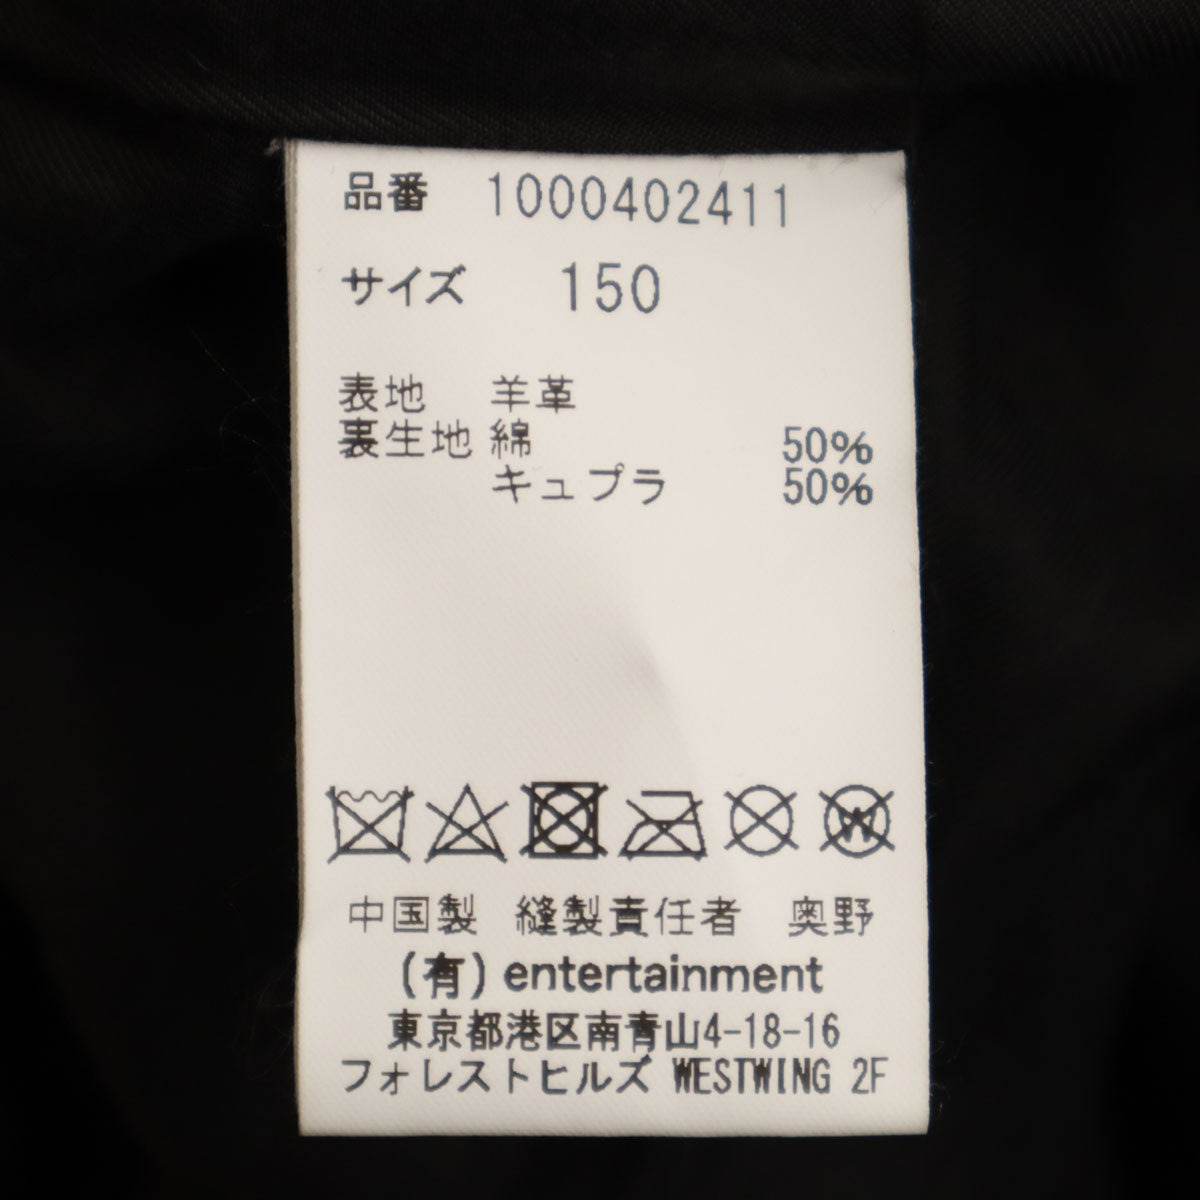 品番 1000402411
サイズ 150
表地 羊革
裏生地 綿 50%
キュプラ 50%
中国製 縫製責任者 奥野
(有) entertainment
東京都港区南青山4-18-16
フォレストヒルズ WESTWING 2F